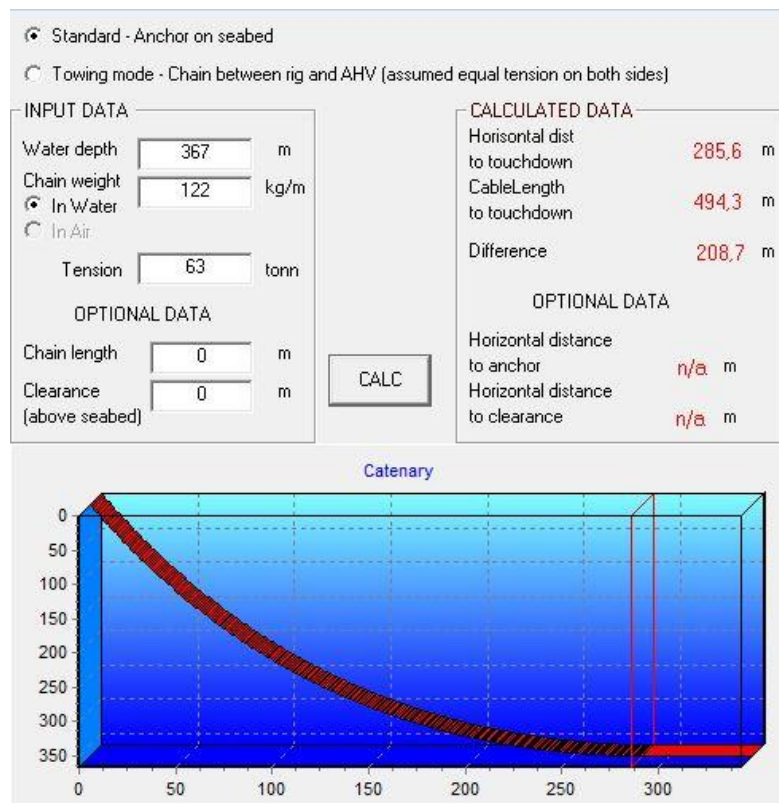 Standard - Anchor on seabed
Towing mode - Chain between rig and AHV (assumed equal tension on both sides)
INPUT DATA
Water depth 367 m
Chain weight 122 kg/m
In Water
In Air
Tension 63 tonn
OPTIONAL DATA
Chain length 0 m
Clearance 0 m
(above seabed)
CALC
CALCULATED DATA
Horisontal dist
to touchdown 285,6 m
CableLength
to touchdown 494,3 m
Difference 208,7 m
OPTIONAL DATA
Horizontal distance
to anchor n/a m
Horizontal distance
to clearance n/a m
Catenary
0
50
100
150
200
250
300
350
0 50 100 150 200 250 300